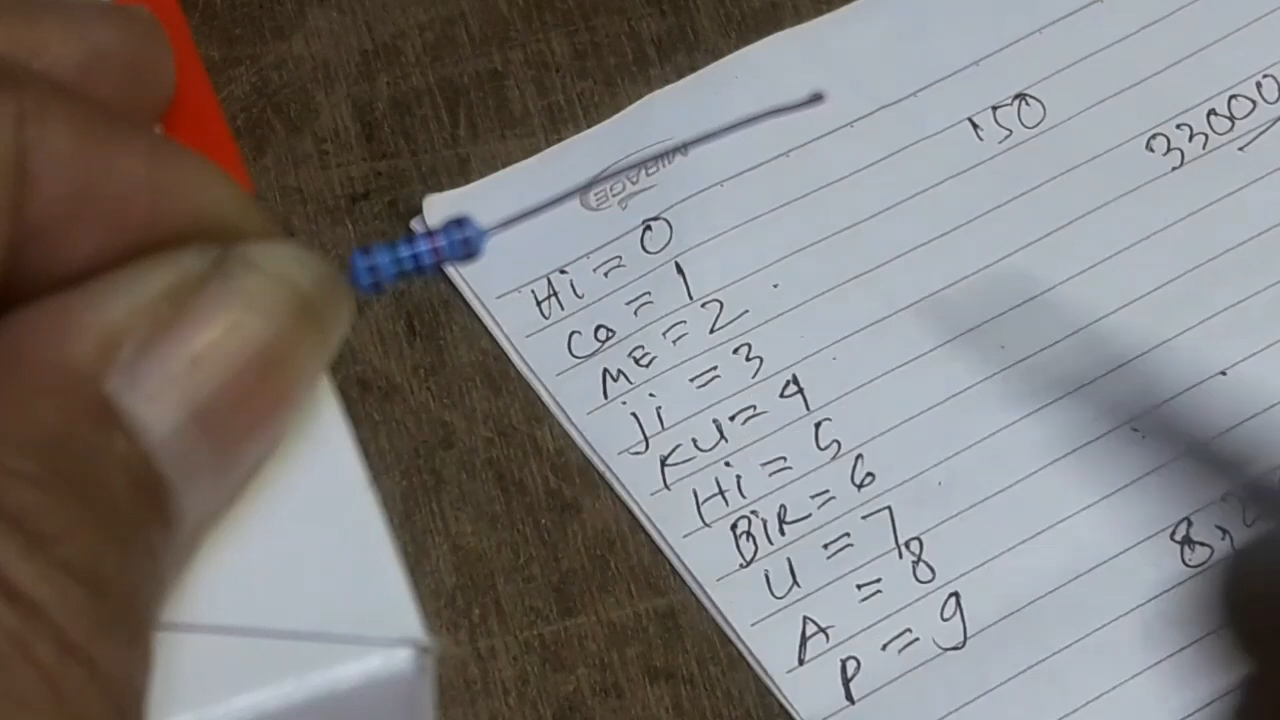 MIRAGE
150
33000
Hi = 0
Co = 1
ME = 2
ji = 3
KU = 4
Hi = 5
BiR = 6
U = 7
A = 8
P = 9